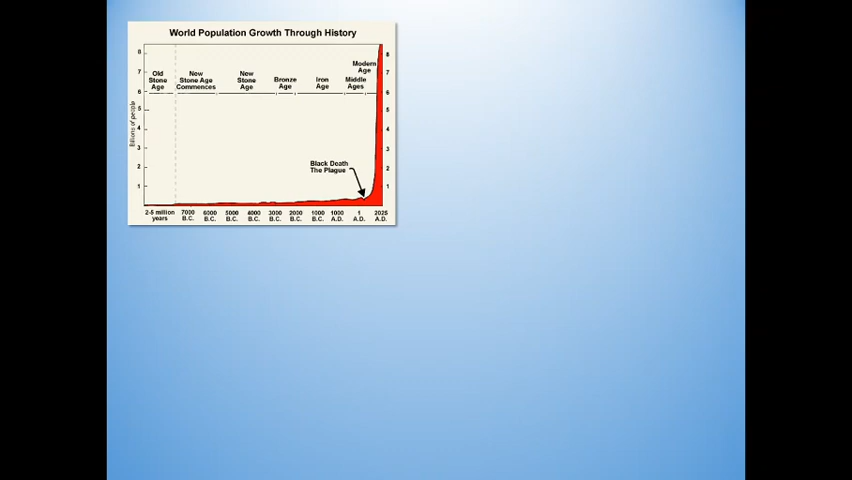 World Population Growth Through History
8
7
6
5
4
3
2
1
Billions of people
Old
Stone
Age
New
Stone Age
Commences
New
Stone
Age
Bronze
Age
Iron
Age
Middle
Ages
Modern
Age
Black Death
The Plague
8
7
6
5
4
3
2
1
2-5 million
years
7000
B.C.
6000
B.C.
5000
B.C.
4000
B.C.
3000
B.C.
2000
B.C.
1000
B.C.
1000
A.D.
1
A.D.
2025
A.D.